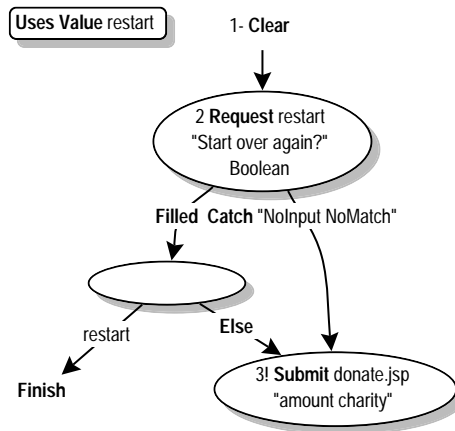 Uses Value restart
1- Clear
2 Request restart
"Start over again?"
Boolean
Filled Catch "NoInput NoMatch"
restart
Else
Finish
3! Submit donate.jsp
"amount charity"